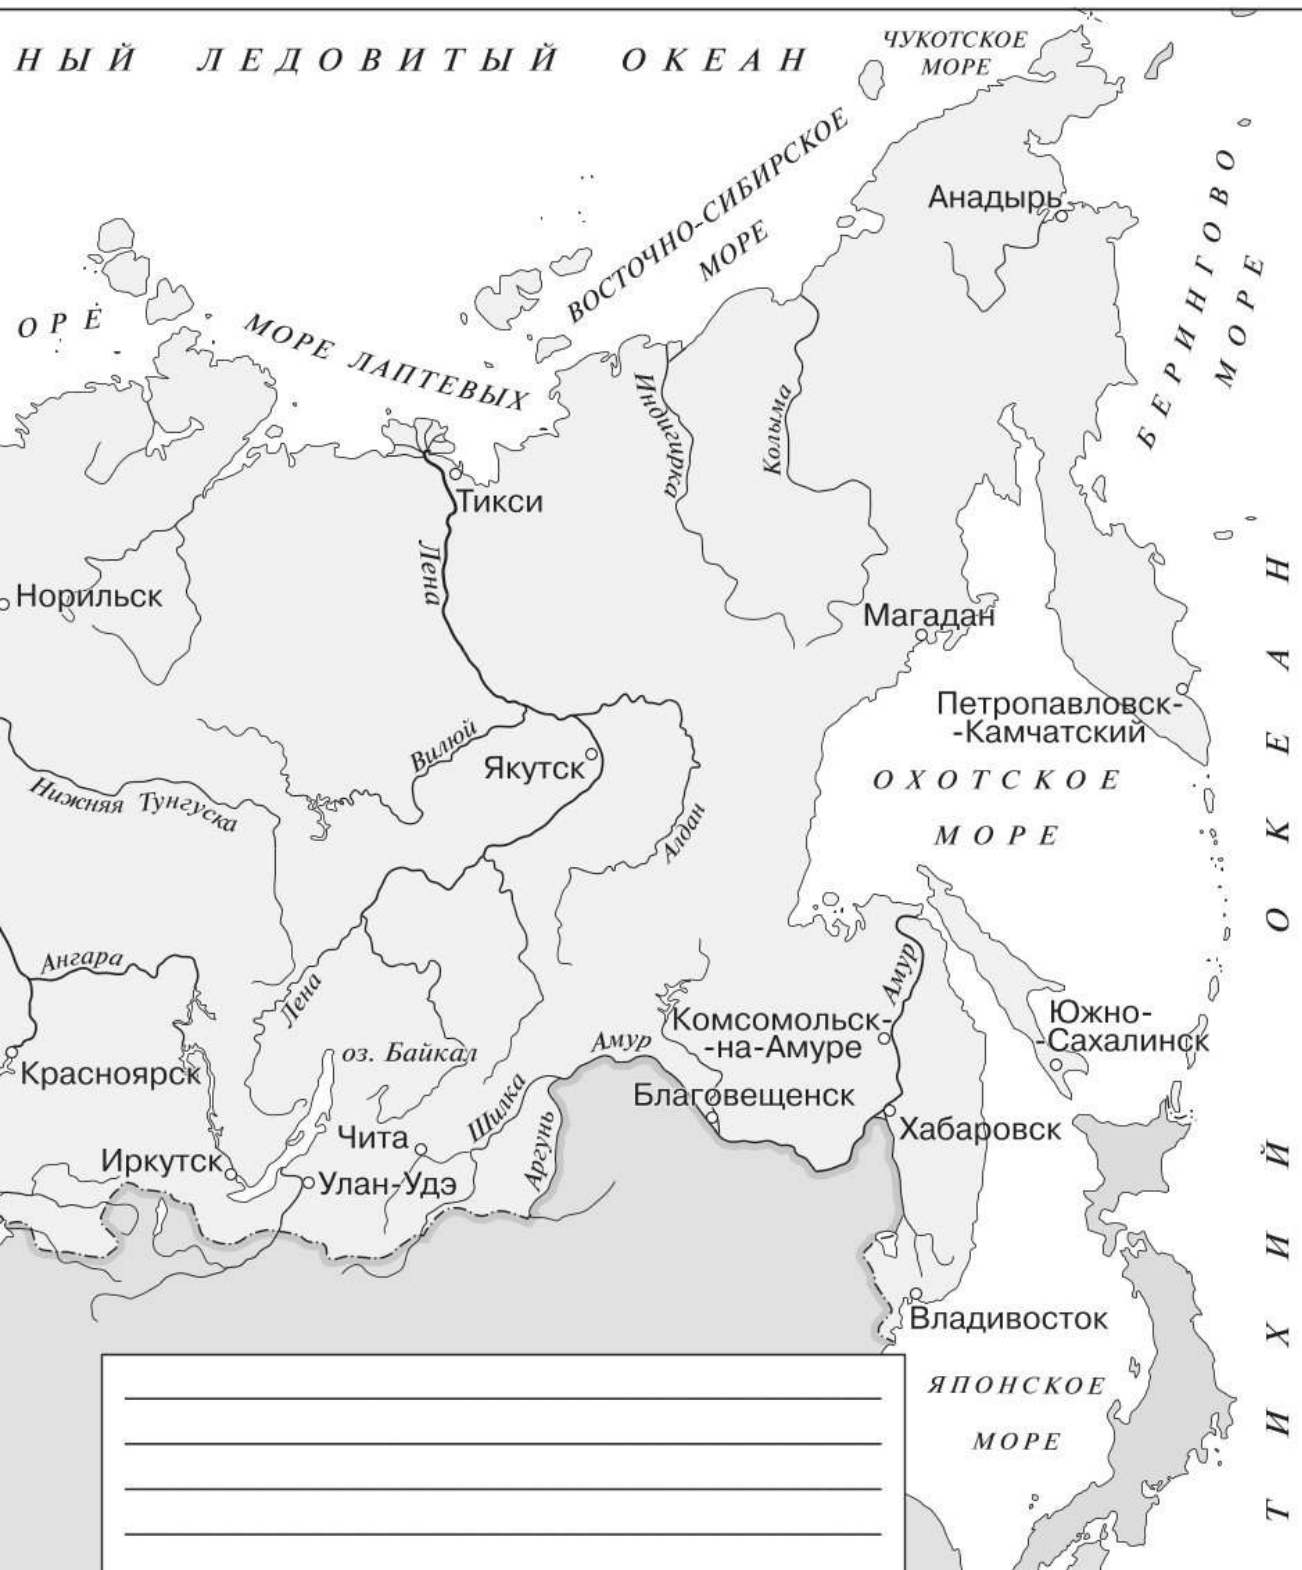 НЫЙ ЛЕДОВИТЫЙ ОКЕАН
ЧУКОТСКОЕ
МОРЕ
ВОСТОЧНО-СИБИРСКОЕ
МОРЕ
Анадырь
БЕРИНГОВО
МОРЕ
ОРЕ
МОРЕ ЛАПТЕВЫХ
Индигирка
Колыма
Тикси
Лена
Норильск
Магадан
Петропавловск-
-Камчатский
Вилюй
Якутск
Нижняя Тунгуска
Алдан
ОХОТСКОЕ
МОРЕ
ТИХИЙ ОКЕАН
Ангара
Лена
Амур
Красноярск
оз. Байкал
Амур
Комсомольск-
-на-Амуре
Южно-
-Сахалинск
Шилка
Благовещенск
Аргунь
Чита
Хабаровск
Иркутск
Улан-Удэ
Владивосток
ЯПОНСКОЕ
МОРЕ